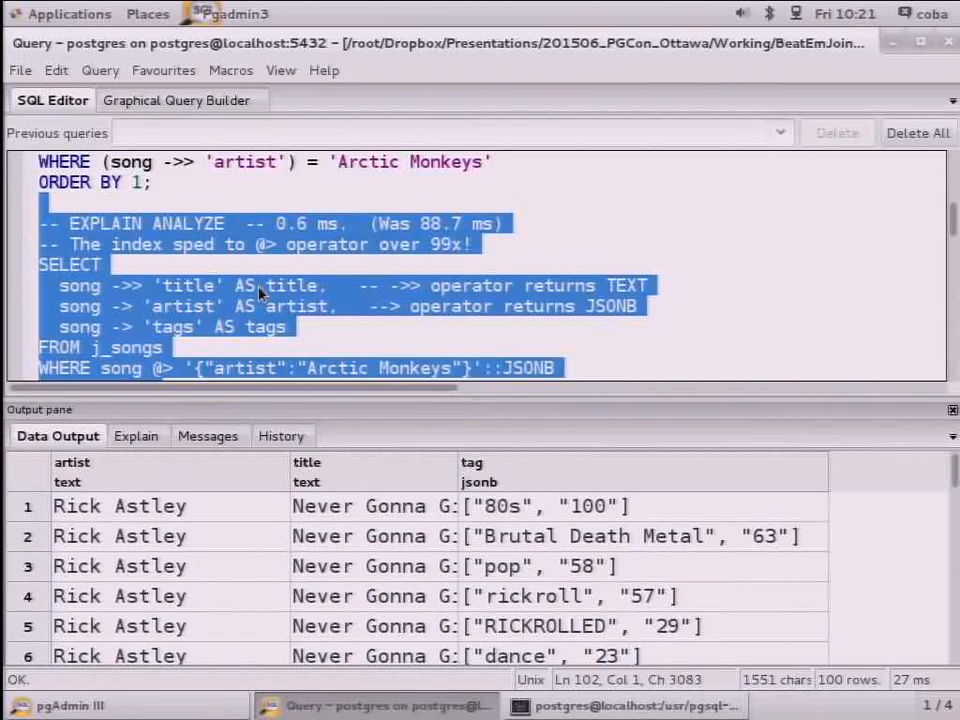 Applications Places Pgadmin3 Fri 10:21 coba
Query - postgres on postgres@localhost:5432 - [/root/Dropbox/Presentations/201506_PGCon_Ottawa/Working/BeatEmJoin...
File Edit Query Favourites Macros View Help
SQL Editor Graphical Query Builder
Previous queries Delete Delete All
WHERE (song ->> 'artist') = 'Arctic Monkeys'
ORDER BY 1;
-- EXPLAIN ANALYZE -- 0.6 ms. (Was 88.7 ms)
-- The index sped to @> operator over 99x!
SELECT
song ->> 'title' AS title, -- ->> operator returns TEXT
song -> 'artist' AS artist, --> operator returns JSONB
song -> 'tags' AS tags
FROM j_songs
WHERE song @> '{"artist":"Arctic Monkeys"}'::JSONB
Output pane
Data Output Explain Messages History
artist title tag
text text jsonb
1 Rick Astley Never Gonna G: ["80s", "100"]
2 Rick Astley Never Gonna G: ["Brutal Death Metal", "63"]
3 Rick Astley Never Gonna G: ["pop", "58"]
4 Rick Astley Never Gonna G: ["rickroll", "57"]
5 Rick Astley Never Gonna G: ["RICKROLLED", "29"]
6 Rick Astley Never Gonna G: ["dance", "23"]
OK. Unix Ln 102, Col 1, Ch 3083 1551 chars 100 rows. 27 ms
pgAdmin III Query - postgres on postgres@l... postgres@localhost:/usr/pgsql-... 1 / 4